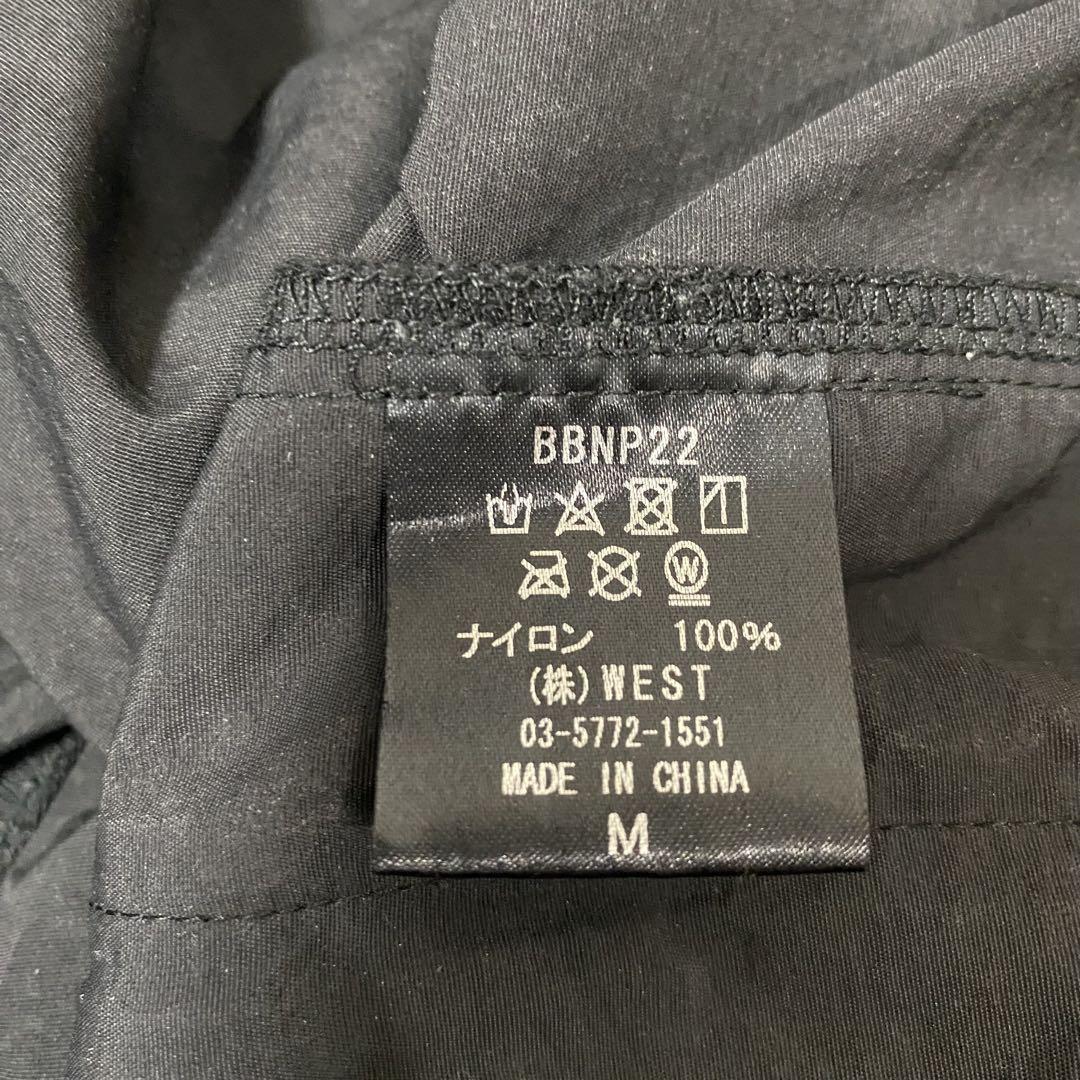 BBNP22
W
ナイロン 100%
(株)WEST
03-5772-1551
MADE IN CHINA
M